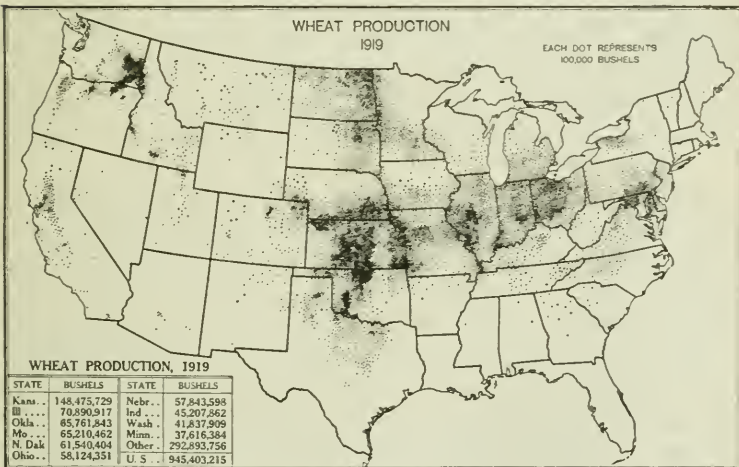 WHEAT PRODUCTION
1919
EACH DOT REPRESENTS
100,000 BUSHELS
WHEAT PRODUCTION, 1919
STATE BUSHELS STATE BUSHELS
Kans.. 148,475,729 Nebr.. 57,843,598
Ill .... 70,890,917 Ind ... 45,207,862
Okla.. 65,761,843 Wash . 41,837,909
Mo ... 65,210,462 Minn.. 37,616,384
N. Dak 61,540,404 Other . 292,893,756
Ohio.. 58,124,351 U. S .. 945,403,215